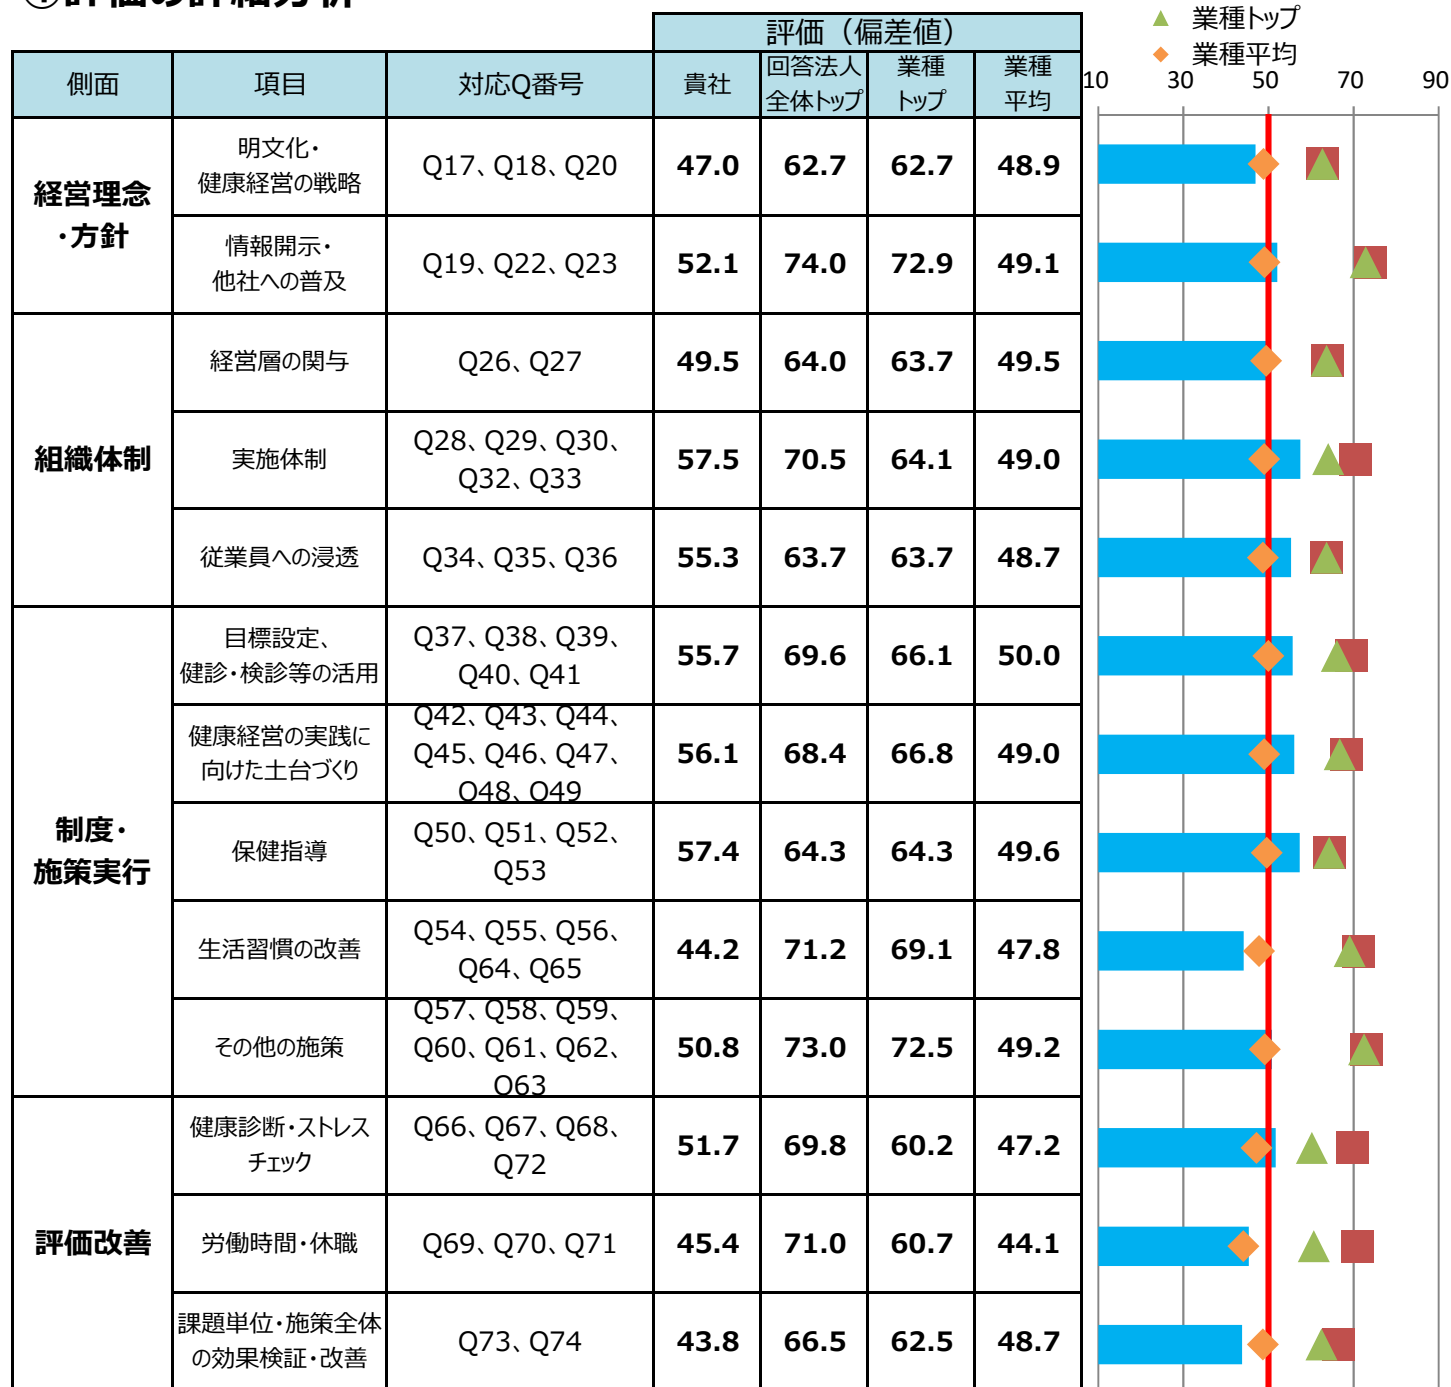 ①評価の詳細分析
▲ 業種トップ
◆ 業種平均
評価（偏差値）
側面 項目 対応Q番号 貴社 回答法人 業種 業種
全体トップ トップ 平均
10 30 50 70 90
経営理念
・方針
明文化・
健康経営の戦略
Q17、Q18、Q20 47.0 62.7 62.7 48.9
情報開示・
他社への普及
Q19、Q22、Q23 52.1 74.0 72.9 49.1
組織体制
経営層の関与 Q26、Q27 49.5 64.0 63.7 49.5
実施体制
Q28、Q29、Q30、
Q32、Q33
57.5 70.5 64.1 49.0
従業員への浸透 Q34、Q35、Q36 55.3 63.7 63.7 48.7
制度・
施策実行
目標設定、
健診・検診等の活用
Q37、Q38、Q39、
Q40、Q41
55.7 69.6 66.1 50.0
健康経営の実践に
向けた土台づくり
Q42、Q43、Q44、
Q45、Q46、Q47、
Q48、Q49
56.1 68.4 66.8 49.0
保健指導
Q50、Q51、Q52、
Q53
57.4 64.3 64.3 49.6
生活習慣の改善
Q54、Q55、Q56、
Q64、Q65
44.2 71.2 69.1 47.8
その他の施策
Q57、Q58、Q59、
Q60、Q61、Q62、
Q63
50.8 73.0 72.5 49.2
評価改善
健康診断・ストレス
チェック
Q66、Q67、Q68、
Q72
51.7 69.8 60.2 47.2
労働時間・休職 Q69、Q70、Q71 45.4 71.0 60.7 44.1
課題単位・施策全体
の効果検証・改善
Q73、Q74 43.8 66.5 62.5 48.7